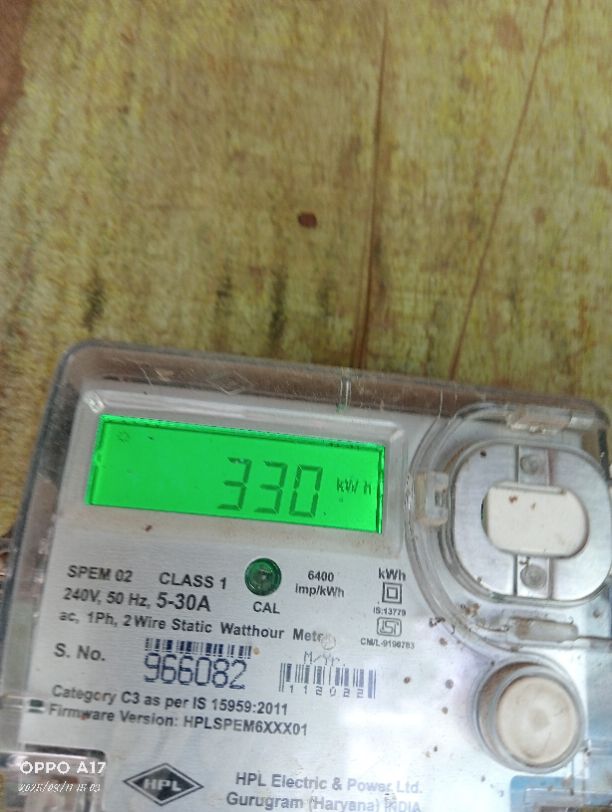 330 kWh
SPEM 02 CLASS 1 6400 kWh
240V, 50 Hz, 5-30A CAL imp/kWh
IS:13779
ac, 1Ph, 2 Wire Static Watthour Meter
CM/L-9196783
S. No. 966082 M/Yr.
112022
Category C3 as per IS 15959:2011
Firmware Version: HPLSPEM6XXX01
HPL
HPL Electric & Power Ltd.
Gurugram (Haryana) INDIA
OPPO A17